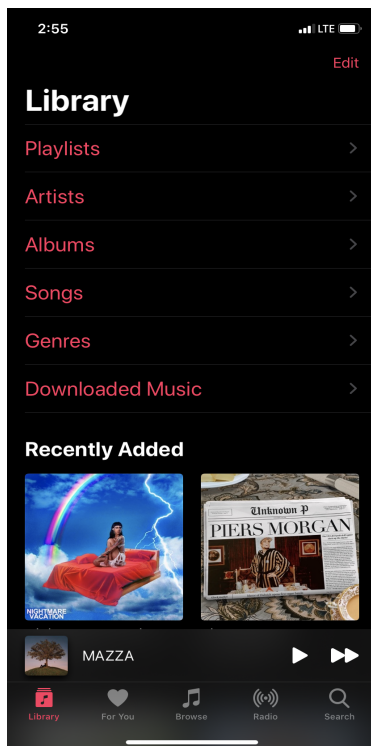 2:55 LTE
Edit
Library
Playlists
Artists
Albums
Songs
Genres
Downloaded Music
Recently Added
NIGHTMARE
VACATION
Unknown P
PIERS MORGAN
MAZZA
Library For You Browse Radio Search